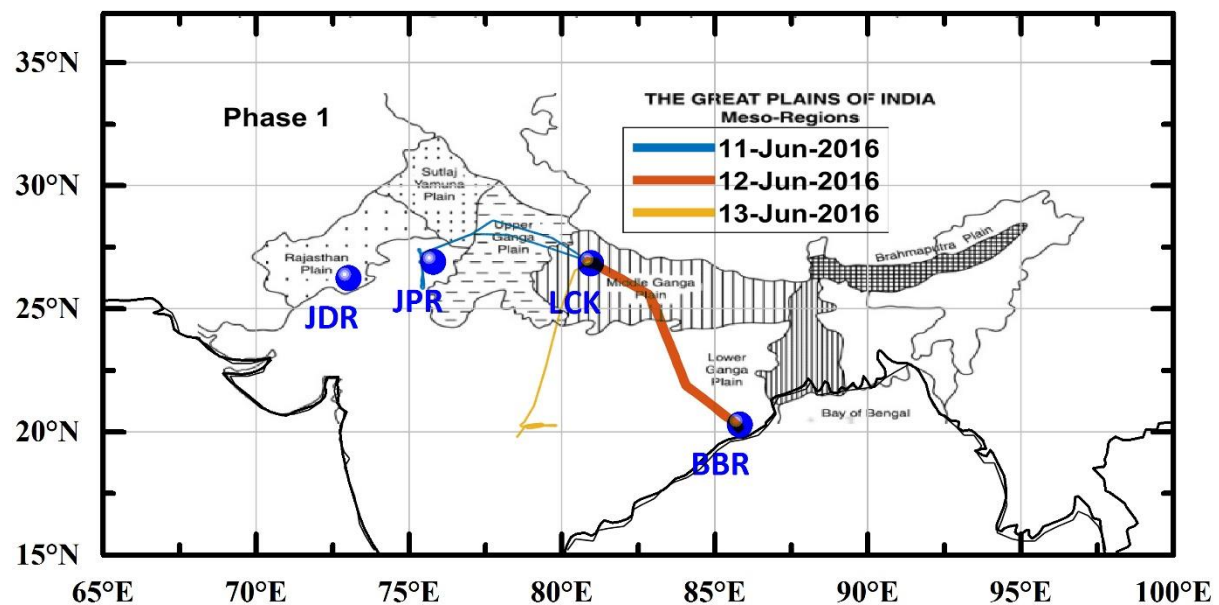 35°N
30°N
25°N
20°N
15°N
65°E
70°E
75°E
80°E
85°E
90°E
95°E
100°E
Phase 1
THE GREAT PLAINS OF INDIA
Meso-Regions
11-Jun-2016
12-Jun-2016
13-Jun-2016
Sutlaj
Yamuna
Plain
Upper
Ganga
Plain
Rajasthan
Plain
Middle Ganga
Plain
Brahmaputra Plain
Lower
Ganga
Plain
Bay of Bengal
JDR
JPR
LCK
BBR